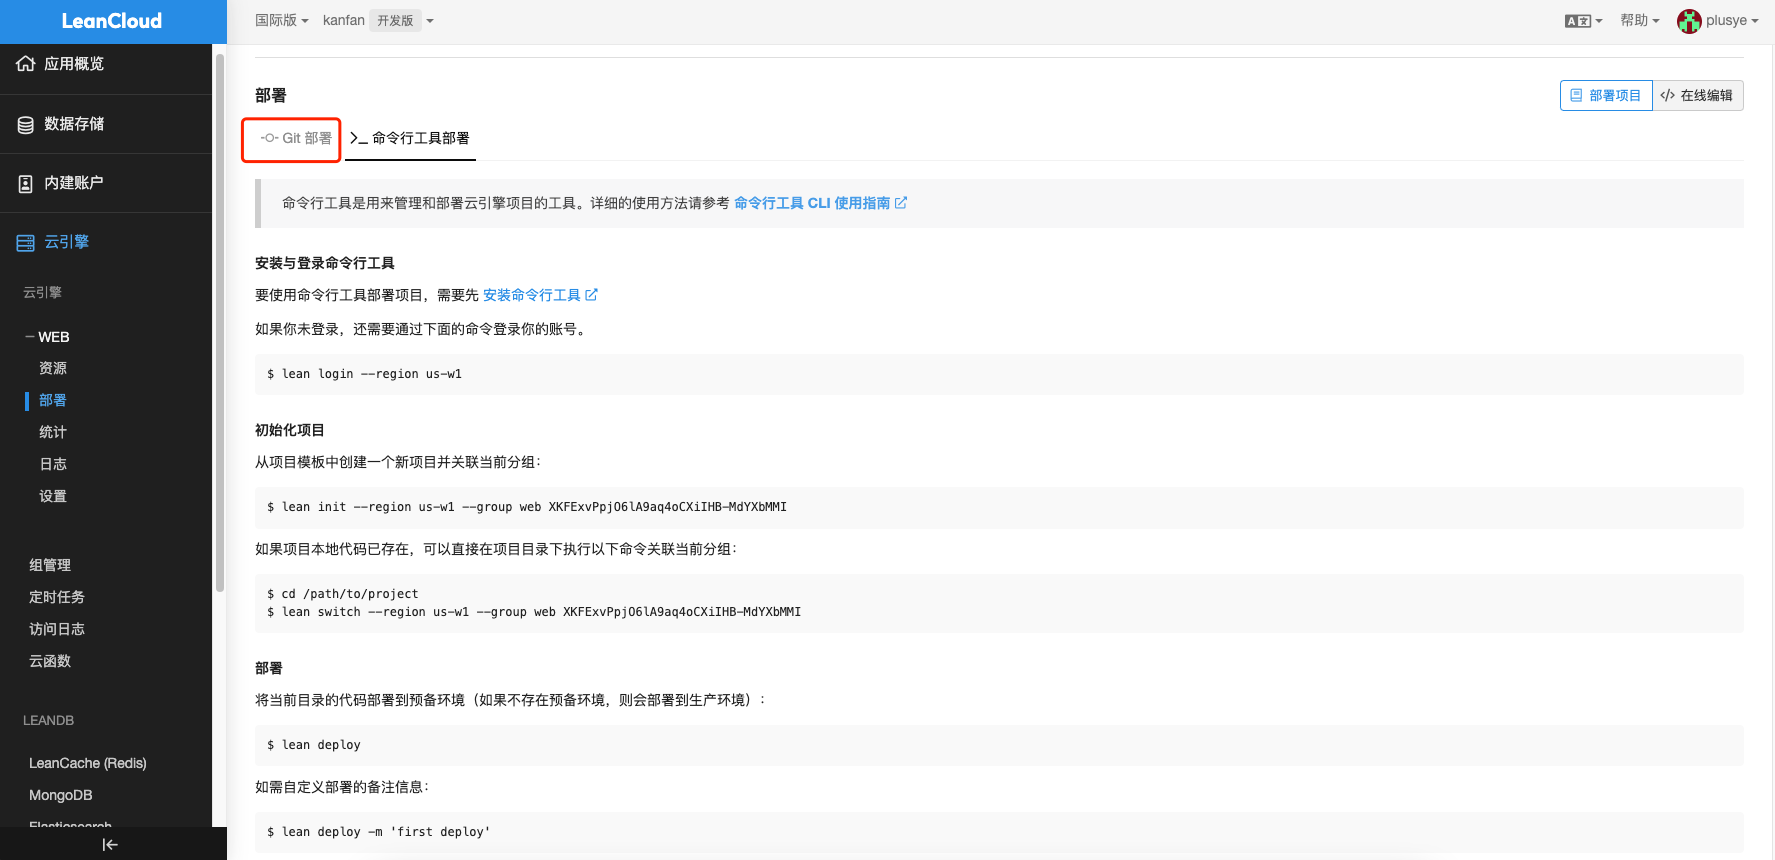 LeanCloud
国际版
kanfan 开发版
帮助
plusye
应用概览
数据存储
内建账户
云引擎
云引擎
WEB
资源
部署
统计
日志
设置
组管理
定时任务
访问日志
云函数
LEANDB
LeanCache (Redis)
MongoDB
Elasticsearch
部署
部署项目
</> 在线编辑
Git 部署
>_ 命令行工具部署
命令行工具是用来管理和部署云引擎项目的工具。详细的使用方法请参考 命令行工具 CLI 使用指南
安装与登录命令行工具
要使用命令行工具部署项目，需要先 安装命令行工具
如果你未登录，还需要通过下面的命令登录你的账号。
$ lean login --region us-w1
初始化项目
从项目模板中创建一个新项目并关联当前分组：
$ lean init --region us-w1 --group web XKFExvPpjO6lA9aq4oCXiIHB-MdYXbMMI
如果项目本地代码已存在，可以直接在项目目录下执行以下命令关联当前分组：
$ cd /path/to/project
$ lean switch --region us-w1 --group web XKFExvPpjO6lA9aq4oCXiIHB-MdYXbMMI
部署
将当前目录的代码部署到预备环境（如果不存在预备环境，则会部署到生产环境）：
$ lean deploy
如需自定义部署的备注信息：
$ lean deploy -m 'first deploy'